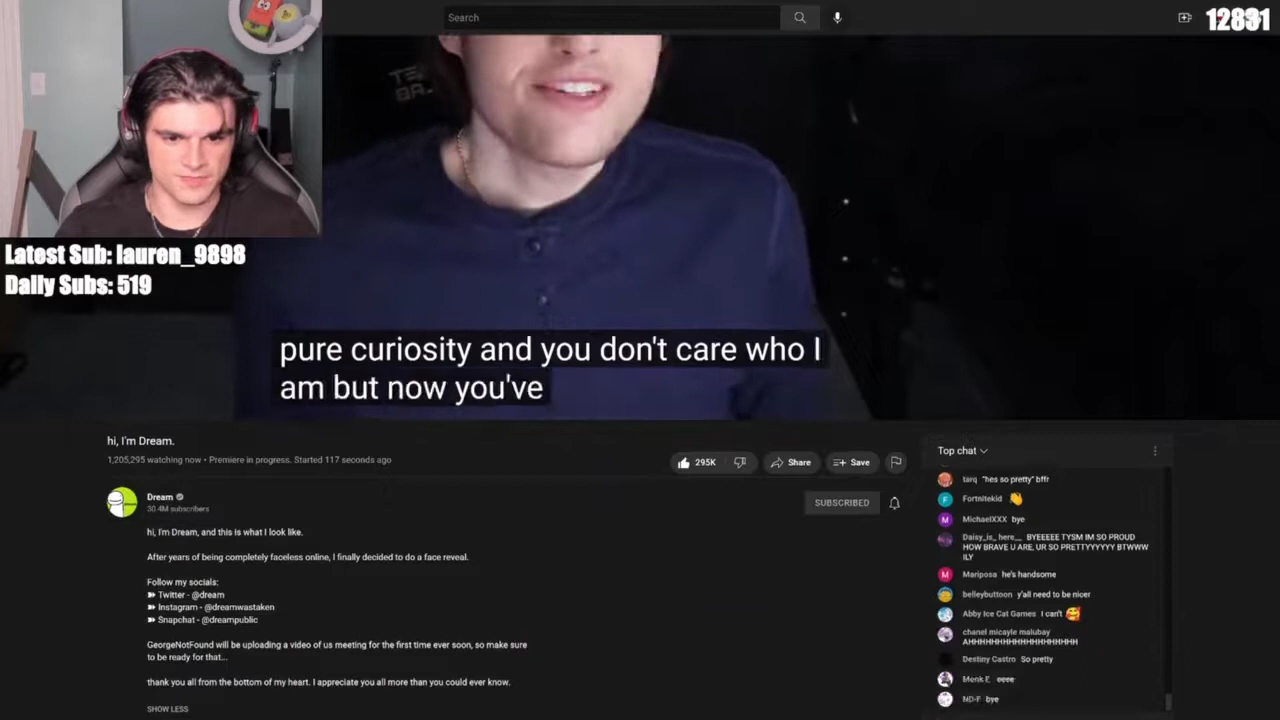 Search
12831
TE
BA.
Latest Sub: lauren_9898
Daily Subs: 519
pure curiosity and you don't care who I
am but now you've
hi, I'm Dream.
1,205,295 watching now • Premiere in progress. Started 117 seconds ago
295K
Share
Save
Dream
30.4M subscribers
SUBSCRIBED
hi, I'm Dream, and this is what I look like.
After years of being completely faceless online, I finally decided to do a face reveal.
Follow my socials:
Twitter - @dream
Instagram - @dreamwastaken
Snapchat - @dreampublic
GeorgeNotFound will be uploading a video of us meeting for the first time ever soon, so make sure
to be ready for that...
thank you all from the bottom of my heart. I appreciate you all more than you could ever know.
SHOW LESS
Top chat
tarq "hes so pretty" bffr
F Fortnitekid
M MichaelXXX bye
Daisy_is_here__ BYEEEEE TYSM IM SO PROUD
HOW BRAVE U ARE, UR SO PRETTYYYYYY BTWWW
ILY
M Mariposa he's handsome
belleybuttoon y'all need to be nicer
Abby Ice Cat Games I can't
chanel micayle malubay
AHHHHHHHHHHHHHHHHHHHH
Destiny Castro So pretty
Menk E eeee
ND-F bye